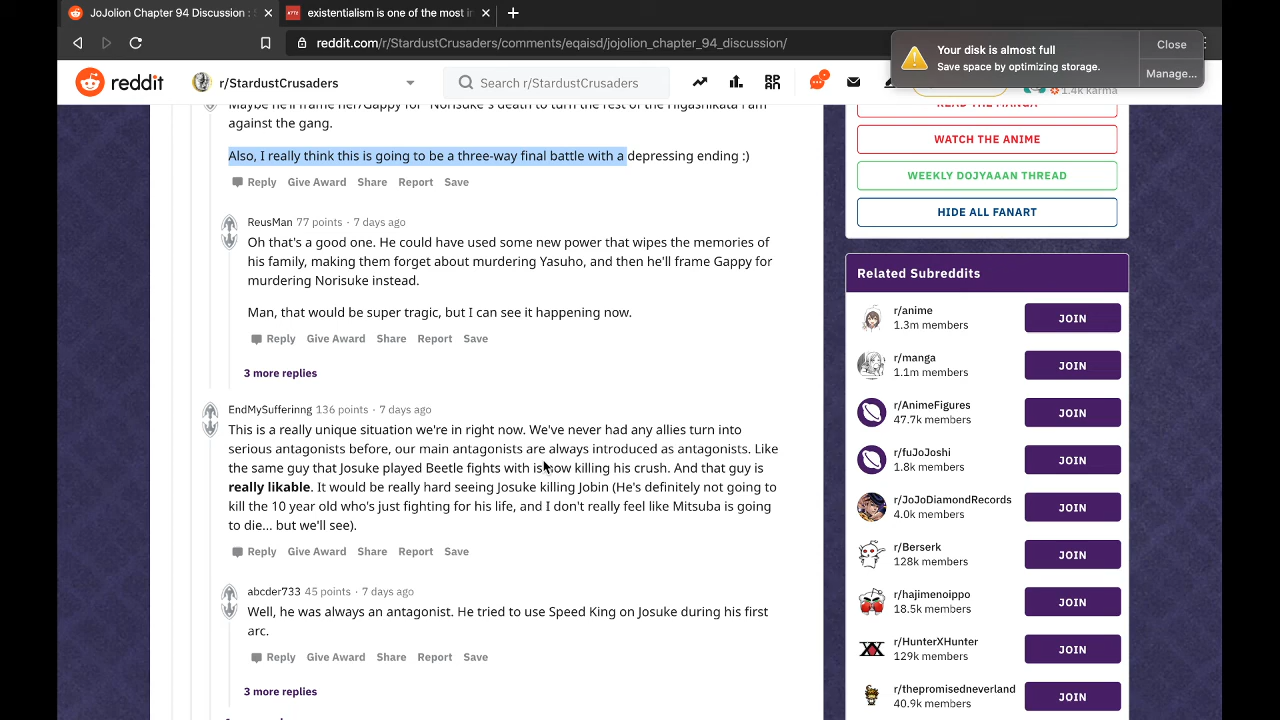 JoJolion Chapter 94 Discussion :
existentialism is one of the most in
reddit.com/r/StardustCrusaders/comments/eqaisd/jojolion_chapter_94_discussion/
Your disk is almost full
Save space by optimizing storage.
Close
Manage...
reddit
r/StardustCrusaders
Search r/StardustCrusaders
1.4k karma
Maybe he'll frame her/Gappy for "Norisuke's death to turn the rest of the Higashikata Fam
against the gang.
Also, I really think this is going to be a three-way final battle with a depressing ending :)
Reply Give Award Share Report Save
ReusMan 77 points · 7 days ago
Oh that's a good one. He could have used some new power that wipes the memories of
his family, making them forget about murdering Yasuho, and then he'll frame Gappy for
murdering Norisuke instead.
Man, that would be super tragic, but I can see it happening now.
Reply Give Award Share Report Save
3 more replies
EndMySufferinng 136 points · 7 days ago
This is a really unique situation we're in right now. We've never had any allies turn into
serious antagonists before, our main antagonists are always introduced as antagonists. Like
the same guy that Josuke played Beetle fights with is now killing his crush. And that guy is
really likable. It would be really hard seeing Josuke killing Jobin (He's definitely not going to
kill the 10 year old who's just fighting for his life, and I don't really feel like Mitsuba is going
to die... but we'll see).
Reply Give Award Share Report Save
abcder733 45 points · 7 days ago
Well, he was always an antagonist. He tried to use Speed King on Josuke during his first
arc.
Reply Give Award Share Report Save
3 more replies
READ THE MANGA
WATCH THE ANIME
WEEKLY DOJYAAAN THREAD
HIDE ALL FANART
Related Subreddits
r/anime
1.3m members
JOIN
r/manga
1.1m members
JOIN
r/AnimeFigures
47.7k members
JOIN
r/fuJoJoshi
1.8k members
JOIN
r/JoJoDiamondRecords
4.0k members
JOIN
r/Berserk
128k members
JOIN
r/hajimenoippo
18.5k members
JOIN
r/HunterXHunter
129k members
JOIN
r/thepromisedneverland
40.9k members
JOIN